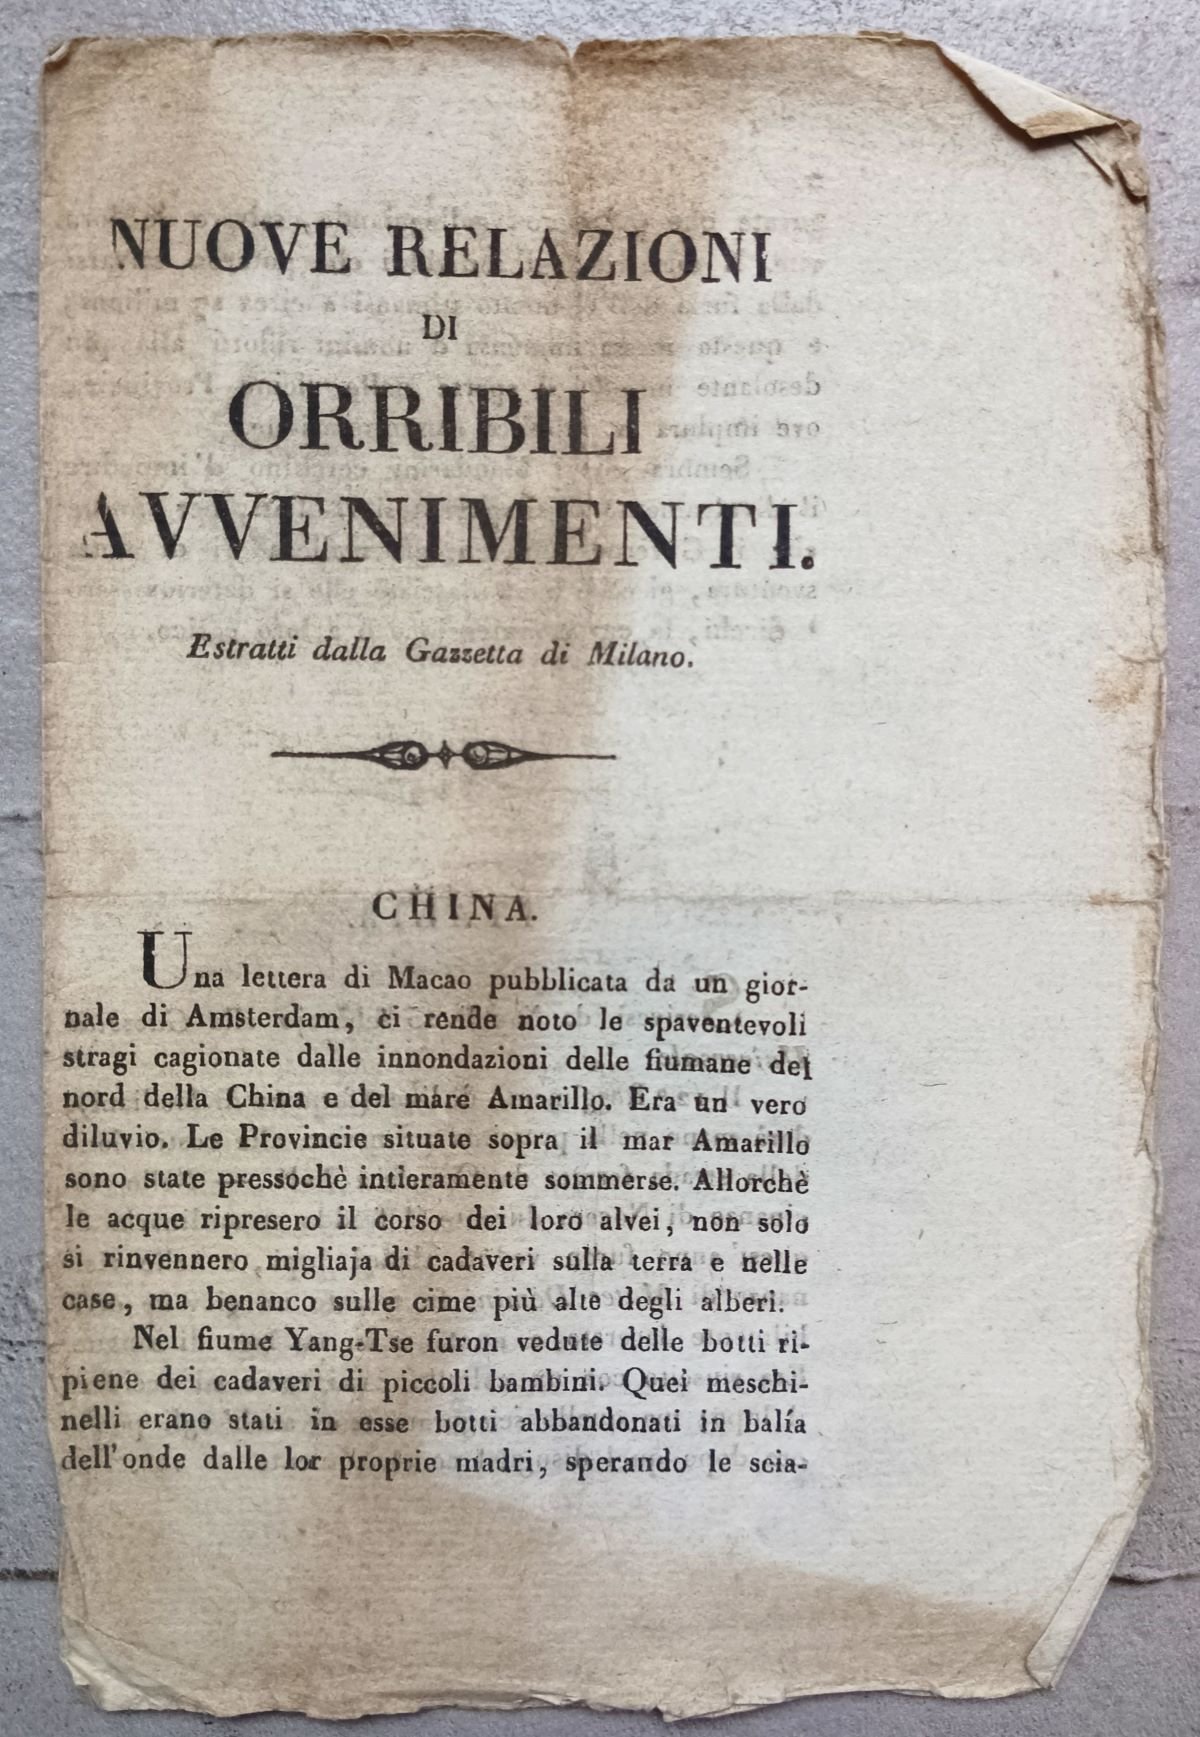 NUOVE RELAZIONI
DI
ORRIBILI
AVVENIMENTI.
Estratti dalla Gazzetta di Milano.
CHINA.
Una lettera di Macao pubblicata da un gior-
nale di Amsterdam, ci rende noto le spaventevoli
stragi cagionate dalle innondazioni delle fiumane del
nord della China e del mare Amarillo. Era un vero
diluvio. Le Provincie situate sopra il mar Amarillo
sono state pressochè intieramente sommerse. Allorchè
le acque ripresero il corso dei loro alvei, non solo
si rinvennero migliaja di cadaveri sulla terra e nelle
case, ma benanco sulle cime più alte degli alberi.
Nel fiume Yang-Tse furon vedute delle botti ri-
piene dei cadaveri di piccoli bambini. Quei meschi-
nelli erano stati in esse botti abbandonati in balía
dell'onde dalle lor proprie madri, sperando le scia-